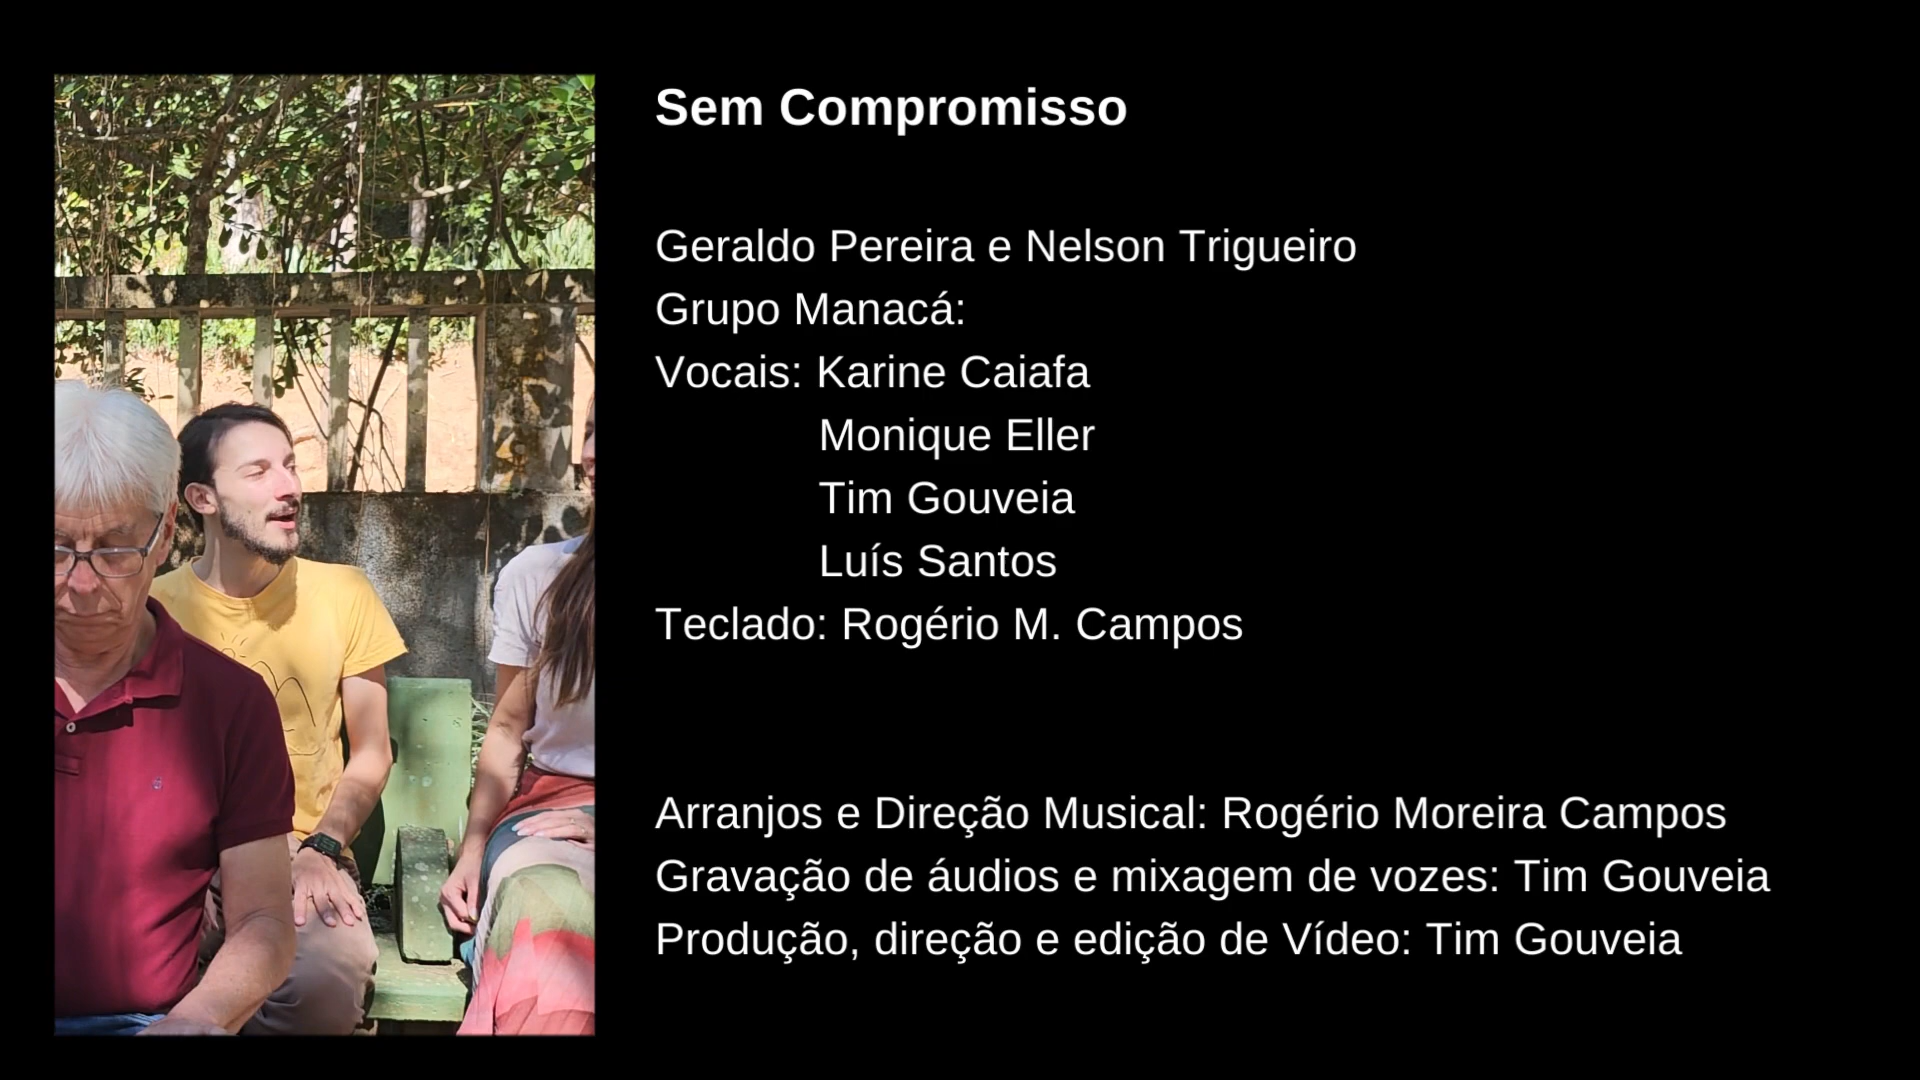 Sem Compromisso
Geraldo Pereira e Nelson Trigueiro
Grupo Manacá:
Vocais: Karine Caiafa
Monique Eller
Tim Gouveia
Luís Santos
Teclado: Rogério M. Campos
Arranjos e Direção Musical: Rogério Moreira Campos
Gravação de áudios e mixagem de vozes: Tim Gouveia
Produção, direção e edição de Vídeo: Tim Gouveia